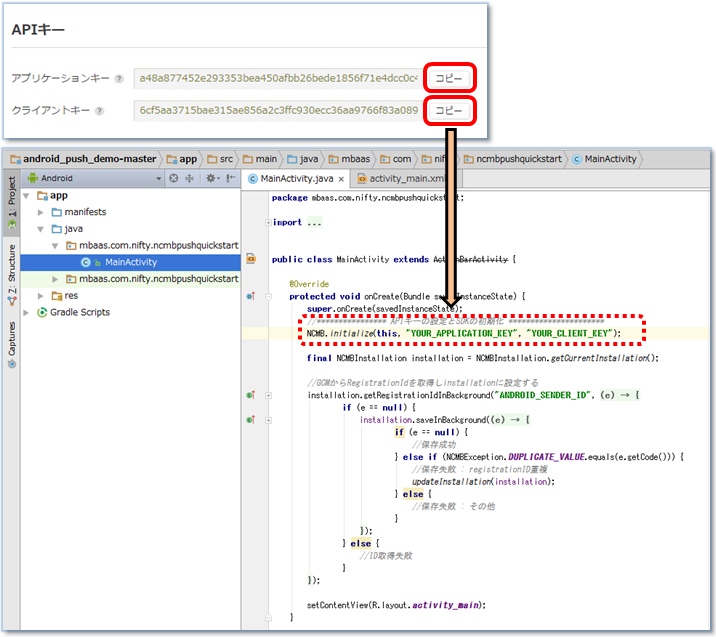 APIキー
アプリケーションキー ? a48a877452e293353bea450afbb26bede1856f71e4dcc0c4 コピー
クライアントキー ? 6cf5aa3715bae315ae856a2c3ffc930ecc36aa9766f83a089 コピー
android_push_demo-master app src main java mbaas com nifty ncmbpushquickstart MainActivity
Android
MainActivity.java × activity_main.xml
1: Project
Z: Structure
Captures
app
manifests
java
mbaas.com.nifty.ncmbpushquickstart
MainActivity
mbaas.com.nifty.ncmbpushquickstart
res
Gradle Scripts
package mbaas.com.nifty.ncmbpushquickstart;
import ...
public class MainActivity extends ActionBarActivity {
@Override
protected void onCreate(Bundle savedInstanceState) {
super.onCreate(savedInstanceState);
//**************** APIキーの設定とSDKの初期化 **********************
NCMB.initialize(this, "YOUR_APPLICATION_KEY", "YOUR_CLIENT_KEY");
final NCMBInstallation installation = NCMBInstallation.getCurrentInstallation();
//GCMからRegistrationIdを取得しinstallationに設定する
installation.getRegistrationIdInBackground("ANDROID_SENDER_ID", (e) → {
if (e == null) {
installation.saveInBackground((e) → {
if (e == null) {
//保存成功
} else if (NCMBException.DUPLICATE_VALUE.equals(e.getCode())) {
//保存失敗 : registrationID重複
updateInstallation(installation);
} else {
//保存失敗 : その他
}
});
} else {
//ID取得失敗
}
});
setContentView(R.layout.activity_main);
}